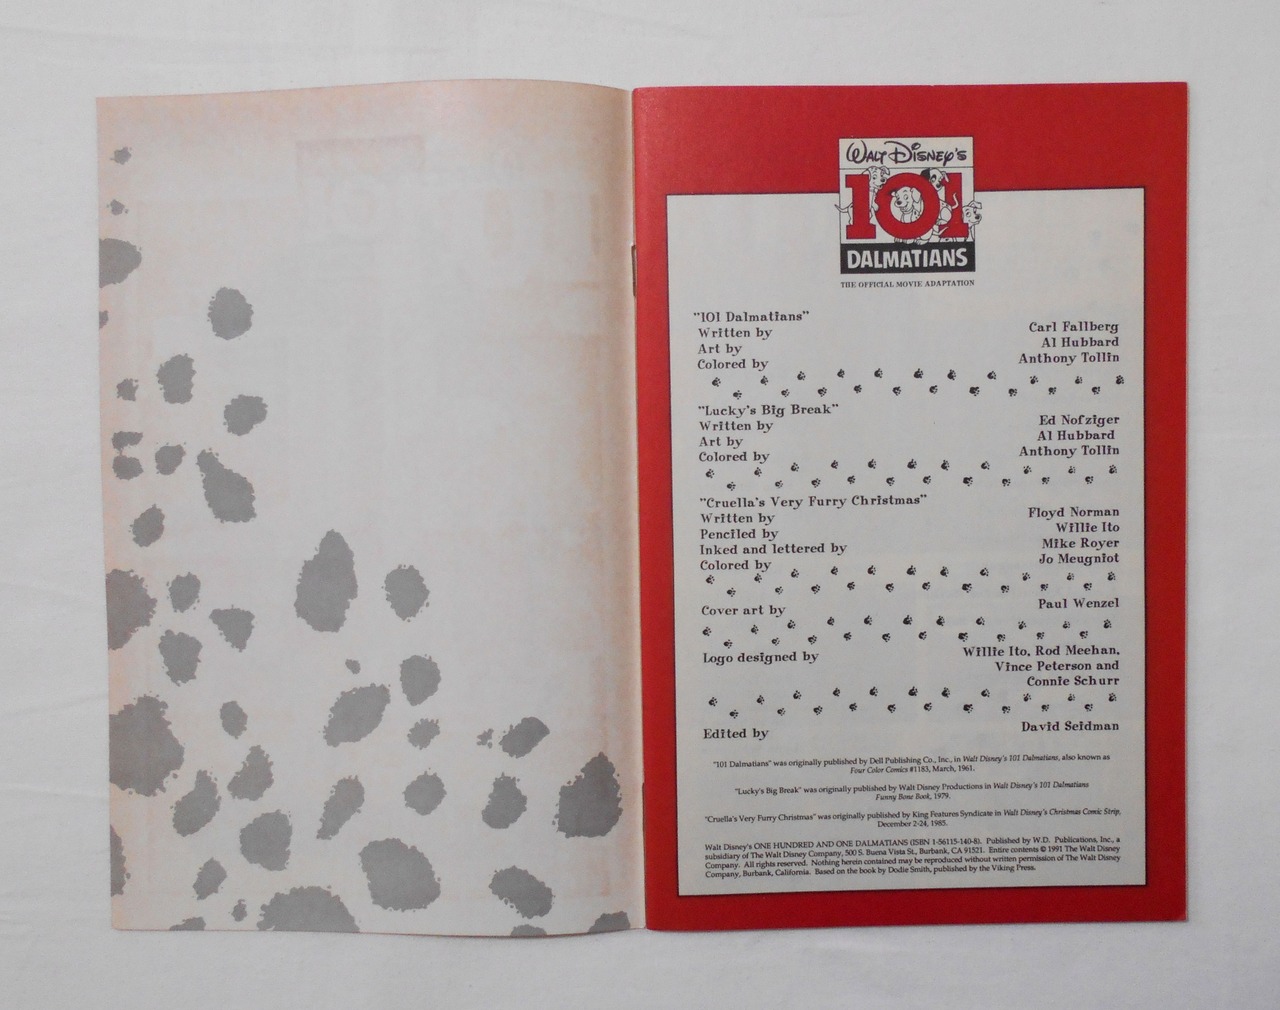 Walt Disney's
101
DALMATIANS
THE OFFICIAL MOVIE ADAPTATION
"101 Dalmatians"
Written by Carl Fallberg
Art by Al Hubbard
Colored by Anthony Tollin
"Lucky's Big Break"
Written by Ed Nofziger
Art by Al Hubbard
Colored by Anthony Tollin
"Cruella's Very Furry Christmas"
Written by Floyd Norman
Penciled by Willie Ito
Inked and lettered by Mike Royer
Colored by Jo Meugniot
Cover art by Paul Wenzel
Logo designed by Willie Ito, Rod Meehan,
Vince Peterson and
Connie Schurr
Edited by David Seidman
"101 Dalmatians" was originally published by Dell Publishing Co., Inc., in Walt Disney's 101 Dalmatians, also known as
Four Color Comics #1183, March, 1961.
"Lucky's Big Break" was originally published by Walt Disney Productions in Walt Disney's 101 Dalmatians
Funny Bone Book, 1979.
"Cruella's Very Furry Christmas" was originally published by King Features Syndicate in Walt Disney's Christmas Comic Strip,
December 2-24, 1985.
Walt Disney's ONE HUNDRED AND ONE DALMATIANS (ISBN 1-56115-140-8). Published by W.D. Publications, Inc., a
subsidiary of The Walt Disney Company, 500 S. Buena Vista St., Burbank, CA 91521. Entire contents © 1991 The Walt Disney
Company. All rights reserved. Nothing herein contained may be reproduced without written permission of The Walt Disney
Company, Burbank, California. Based on the book by Dodie Smith, published by the Viking Press.